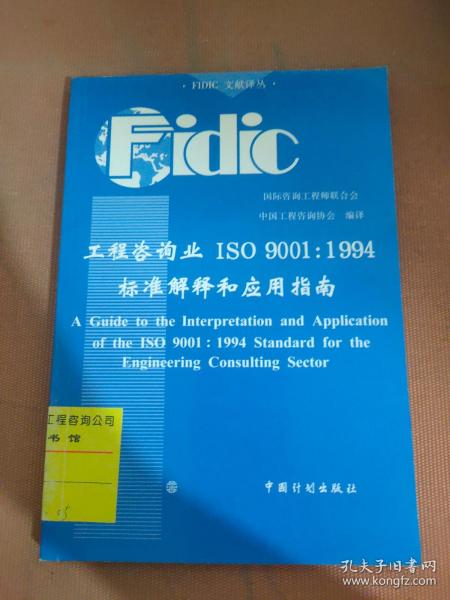 · FIDIC 文献译丛 ·
Fidic
国际咨询工程师联合会
中国工程咨询协会 编译
工程咨询业 ISO 9001:1994
标准解释和应用指南
A Guide to the Interpretation and Application
of the ISO 9001:1994 Standard for the
Engineering Consulting Sector
工程咨询公司
书馆
中国计划出版社
孔夫子旧书网
www.kongfz.com